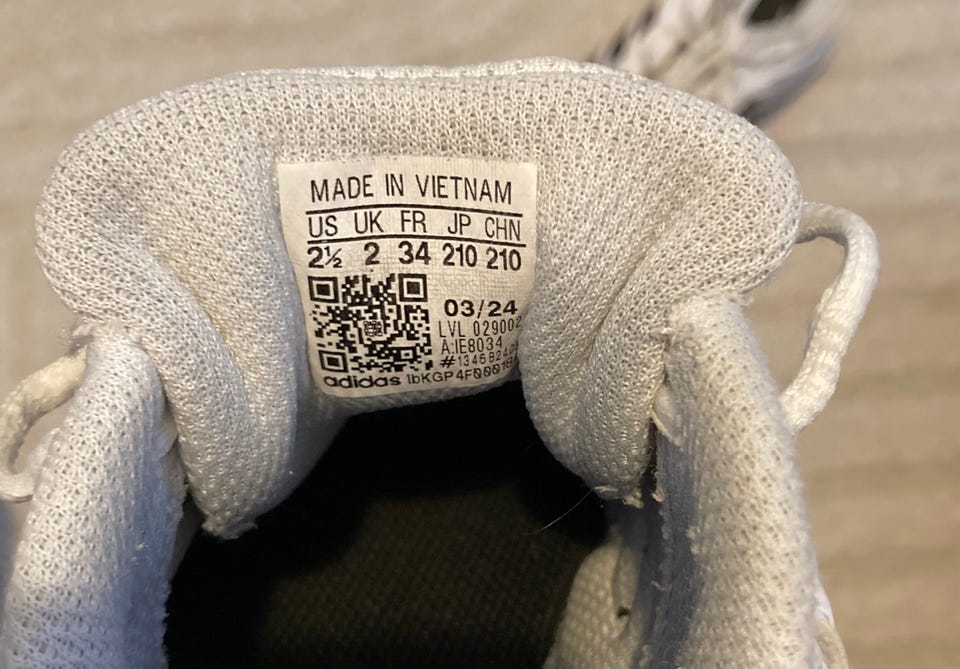 MADE IN VIETNAM
US UK FR JP CHN
2½ 2 34 210 210
03/24
LVL 029002
A:IE8034
adidas